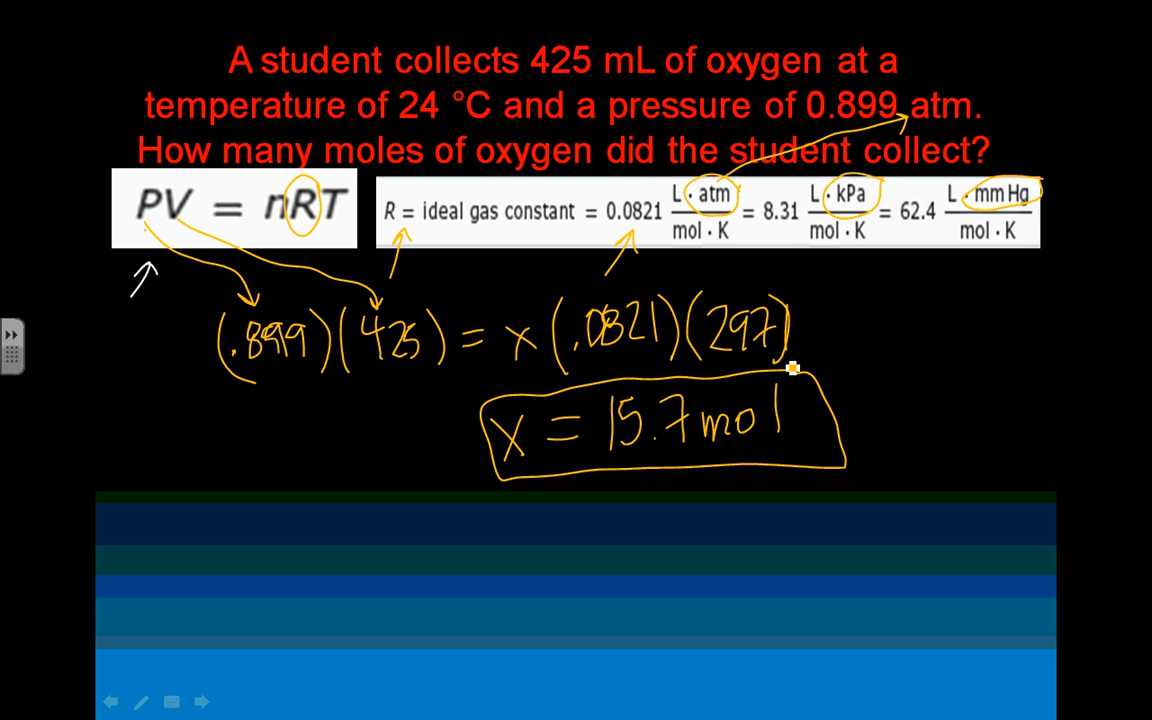 A student collects 425 mL of oxygen at a
temperature of 24 °C and a pressure of 0.899 atm.
How many moles of oxygen did the student collect?
PV = nRT
R = ideal gas constant = 0.0821 L · atm / mol · K = 8.31 L · kPa / mol · K = 62.4 L · mm Hg / mol · K
(.899)(425) = x(.0821)(297)
x = 15.7 mol